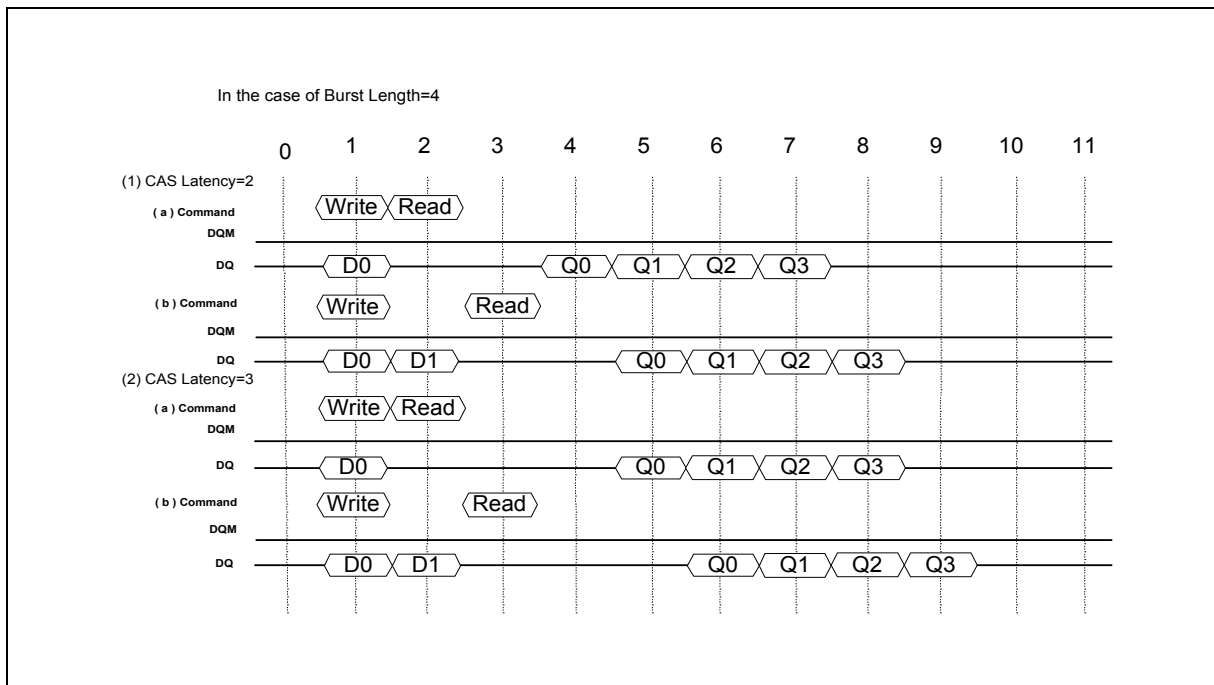 In the case of Burst Length=4
0 1 2 3 4 5 6 7 8 9 10 11
(1) CAS Latency=2
( a ) Command Write Read
DQM
DQ D0 Q0 Q1 Q2 Q3
( b ) Command Write Read
DQM
DQ D0 D1 Q0 Q1 Q2 Q3
(2) CAS Latency=3
( a ) Command Write Read
DQM
DQ D0 Q0 Q1 Q2 Q3
( b ) Command Write Read
DQM
DQ D0 D1 Q0 Q1 Q2 Q3